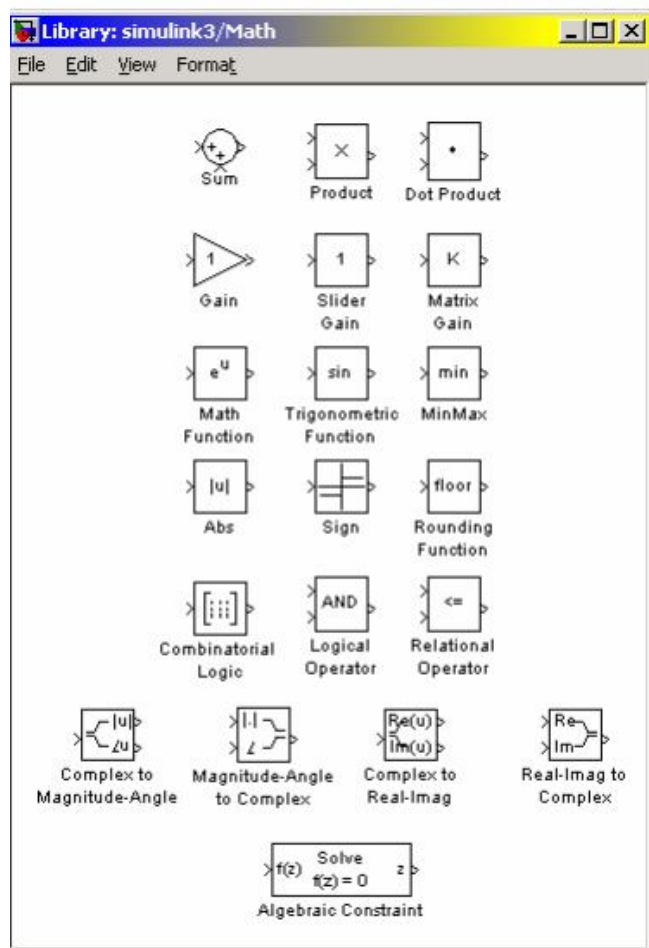 Library: simulink3/Math
File Edit View Format
+ +
Sum
×
Product
Dot Product
1
Gain
1
Slider
Gain
K
Matrix
Gain
e^u
Math
Function
sin
Trigonometric
Function
min
MinMax
|u|
Abs
Sign
floor
Rounding
Function
Combinatorial
Logic
AND
Logical
Operator
<=
Relational
Operator
|u|
∠u
Complex to
Magnitude-Angle
|.|
∠
Magnitude-Angle
to Complex
Re(u)
Im(u)
Complex to
Real-Imag
Re
Im
Real-Imag to
Complex
f(z) Solve z
f(z) = 0
Algebraic Constraint